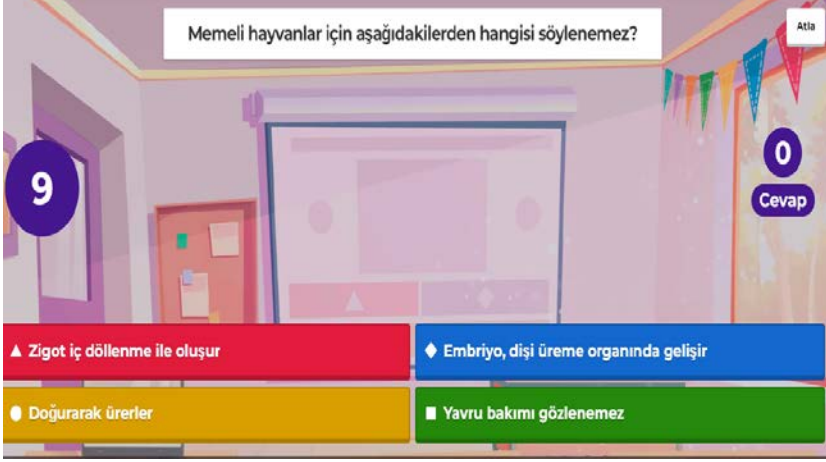 Memeli hayvanlar için aşağıdakilerden hangisi söylenemez?
Atla
9
0
Cevap
Zigot iç döllenme ile oluşur
Embriyo, dişi üreme organında gelişir
Doğurarak ürerler
Yavru bakımı gözlenemez